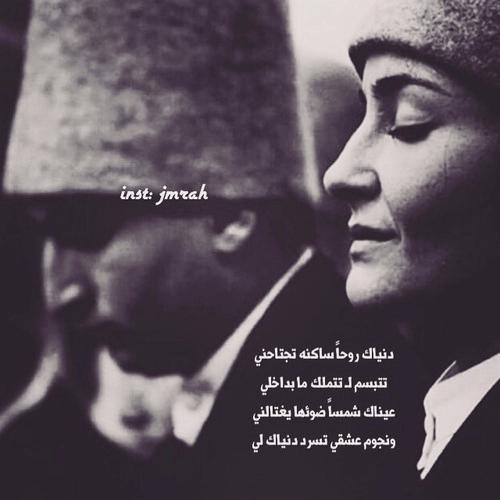 inst: jmrah
دنياك روحاً ساكنه تجتاحني
تتبسم لـ تتملك ما بداخلي
عيناك شمساً ضوئها يغتالني
ونجوم عشقي تسرد دنياك لي